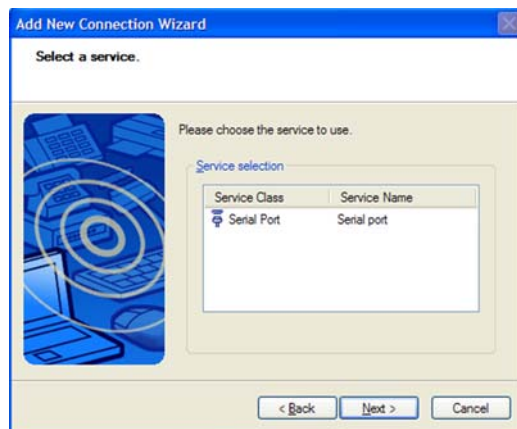 Add New Connection Wizard
Select a service.
Please choose the service to use.
Service selection
Service Class Service Name
Serial Port Serial port
< Back Next > Cancel